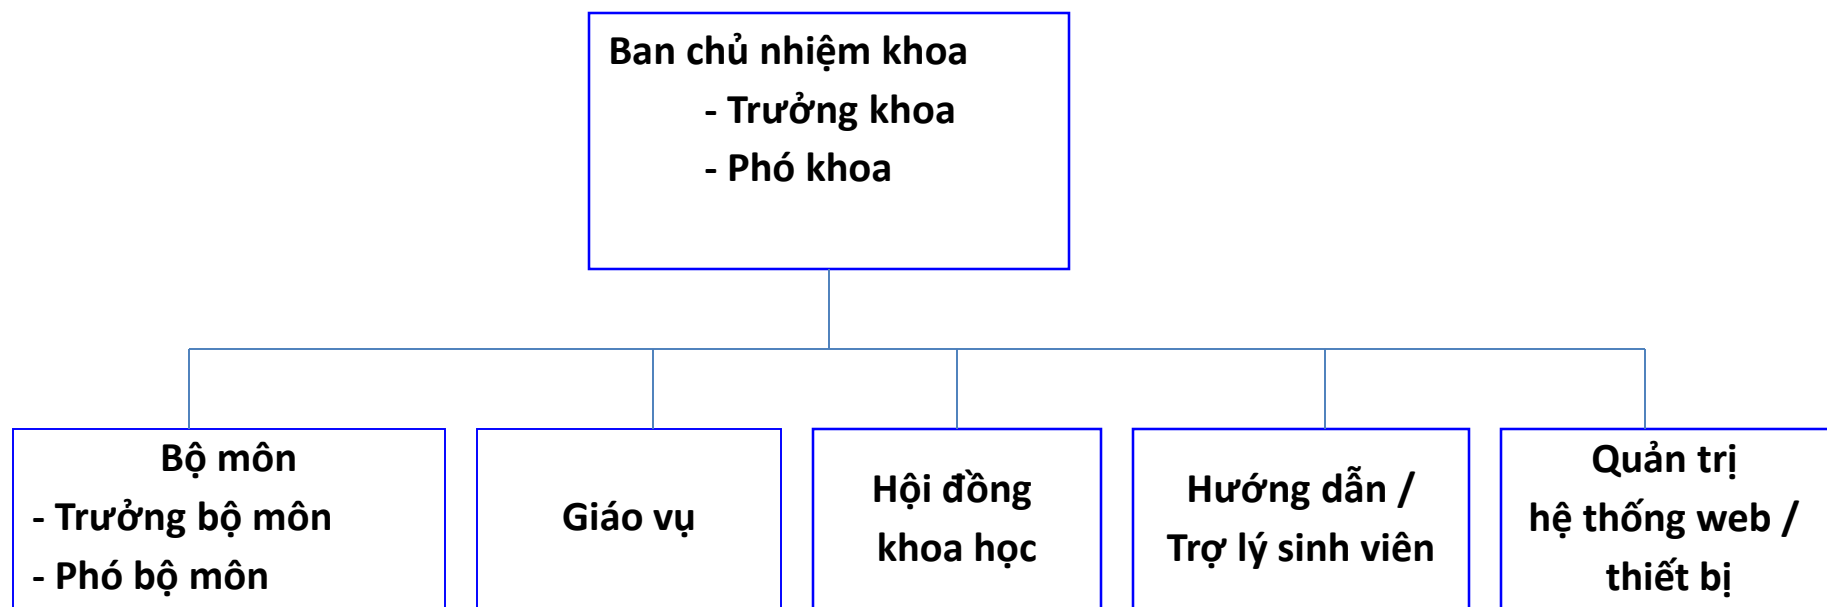 Ban chủ nhiệm khoa
- Trưởng khoa
- Phó khoa
Bộ môn
- Trưởng bộ môn
- Phó bộ môn
Giáo vụ
Hội đồng
khoa học
Hướng dẫn /
Trợ lý sinh viên
Quản trị
hệ thống web /
thiết bị